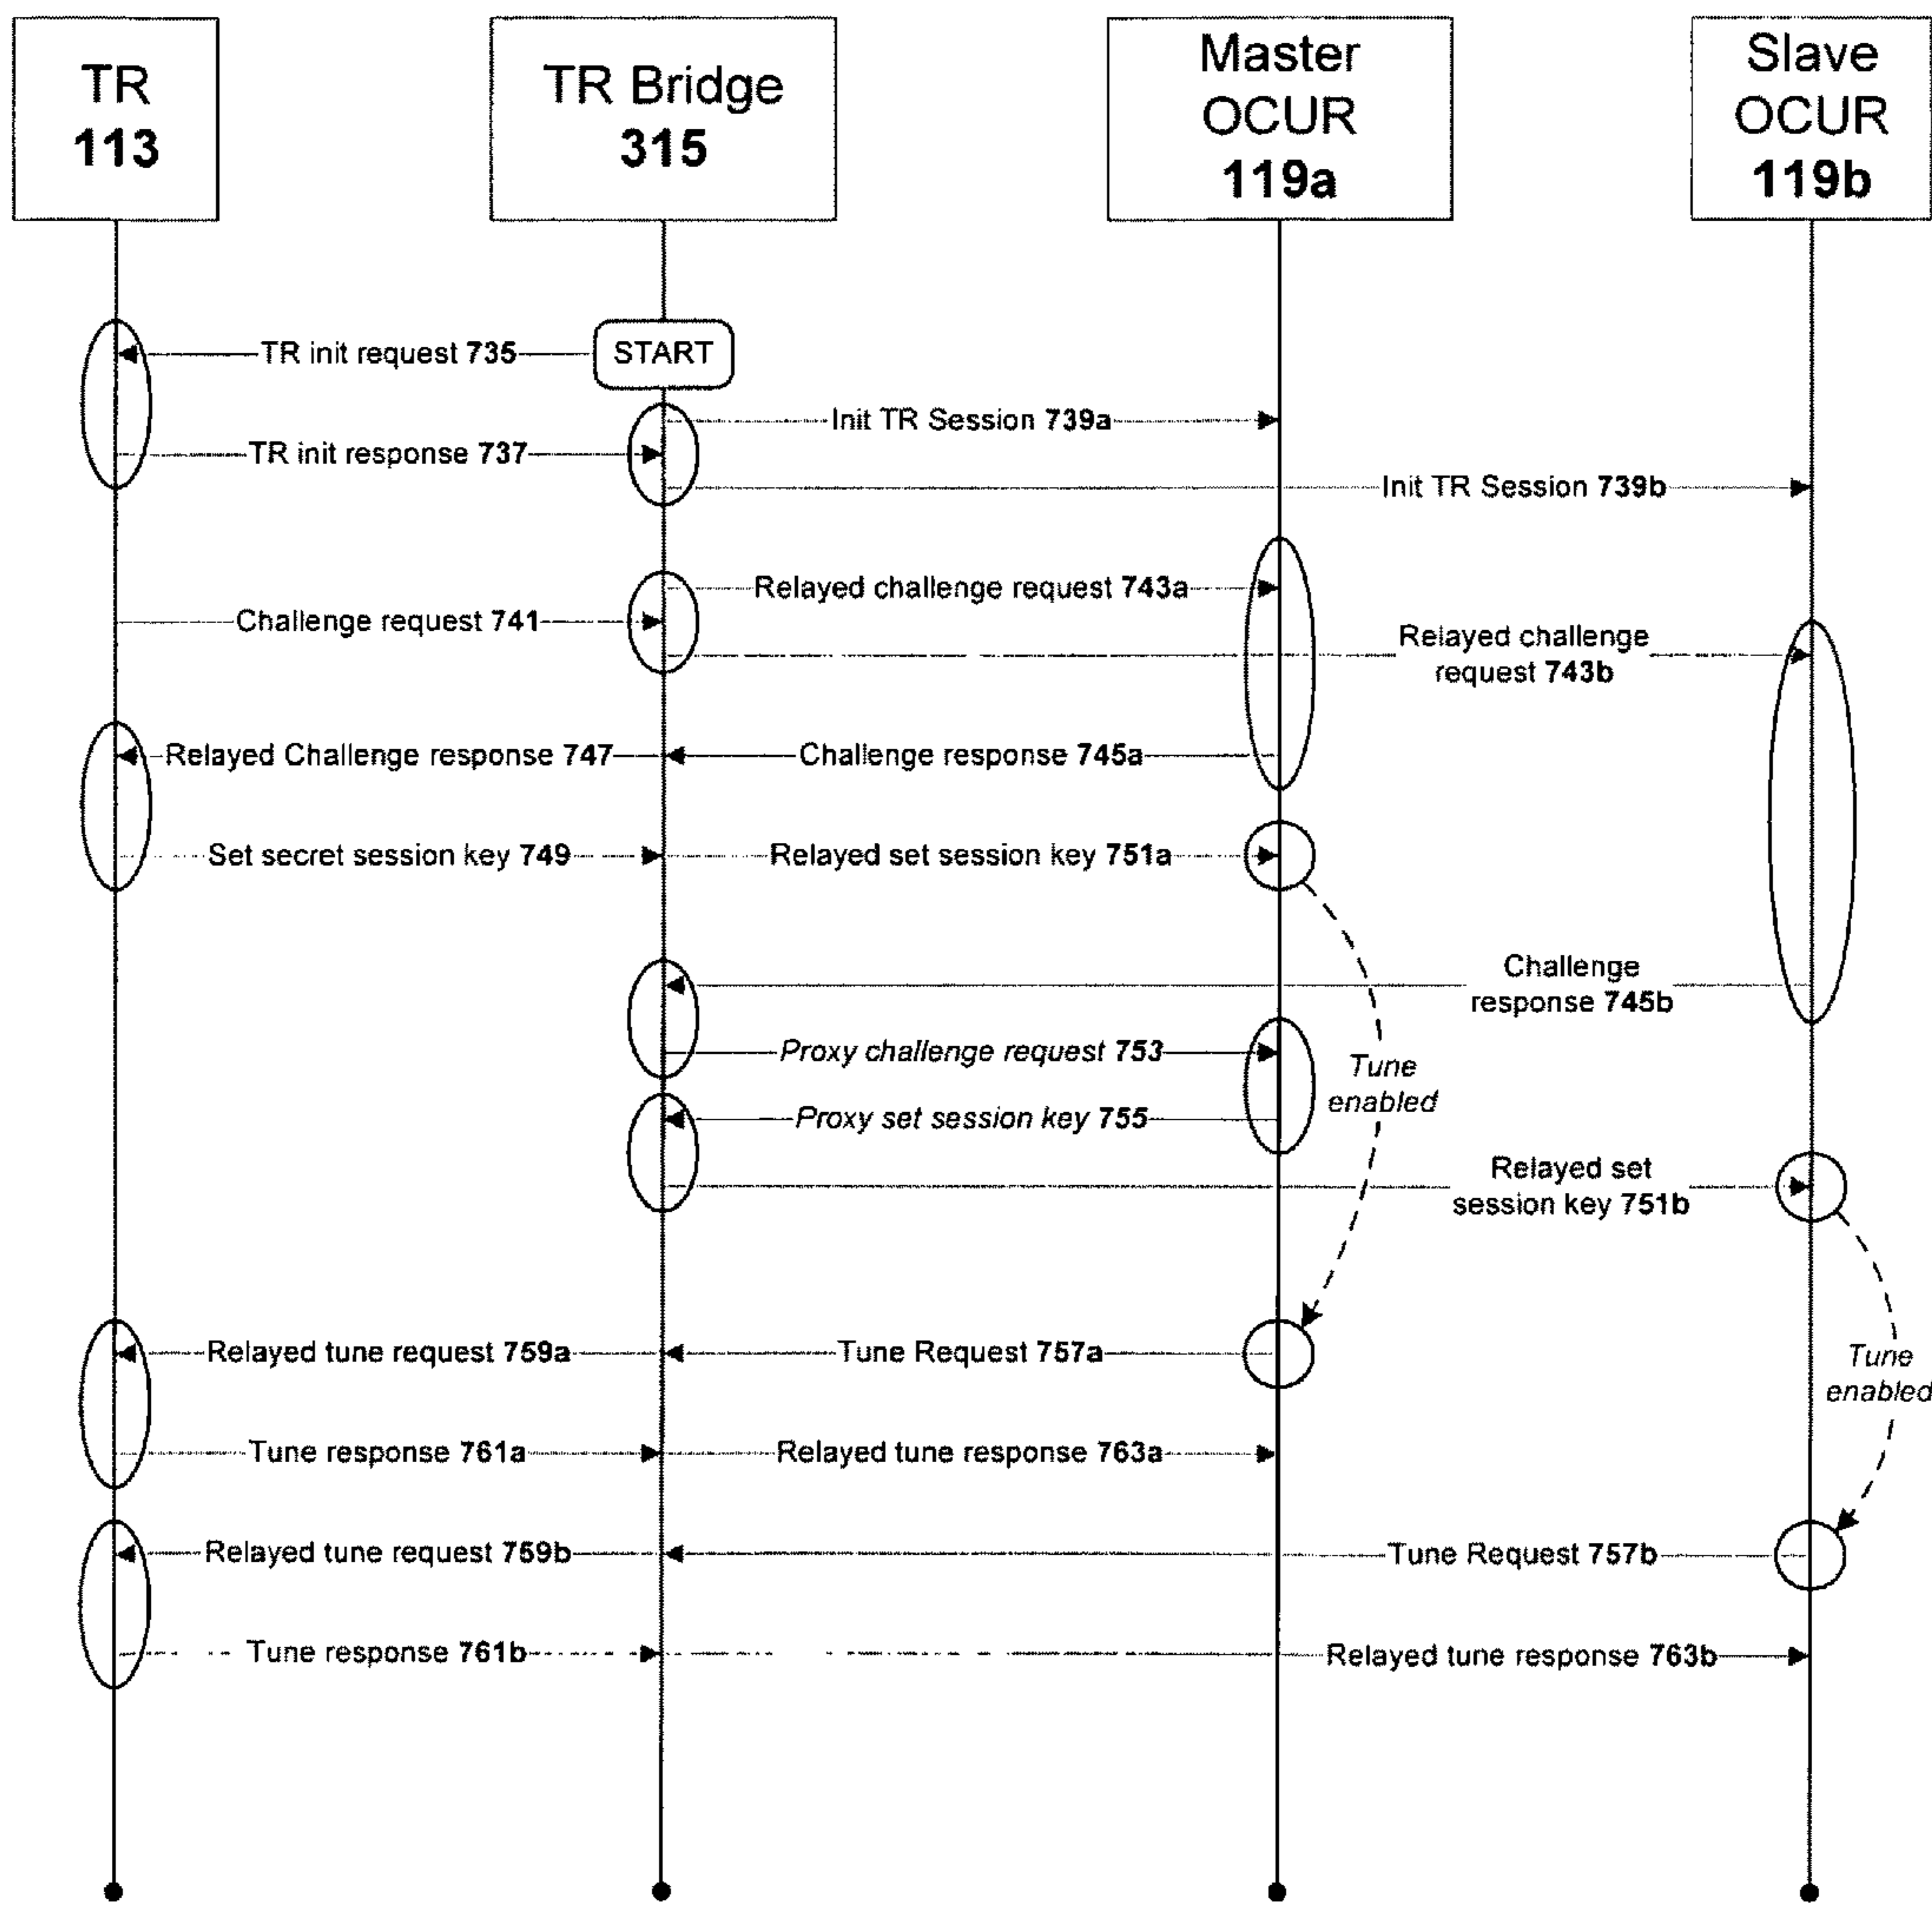 TR
113
TR Bridge
315
Master
OCUR
119a
Slave
OCUR
119b
TR init request 735
START
Init TR Session 739a
TR init response 737
Init TR Session 739b
Relayed challenge request 743a
Challenge request 741
Relayed challenge
request 743b
Relayed Challenge response 747
Challenge response 745a
Set secret session key 749
Relayed set session key 751a
Challenge
response 745b
Proxy challenge request 753
Tune
enabled
Proxy set session key 755
Relayed set
session key 751b
Relayed tune request 759a
Tune Request 757a
Tune
enabled
Tune response 761a
Relayed tune response 763a
Relayed tune request 759b
Tune Request 757b
Tune response 761b
Relayed tune response 763b